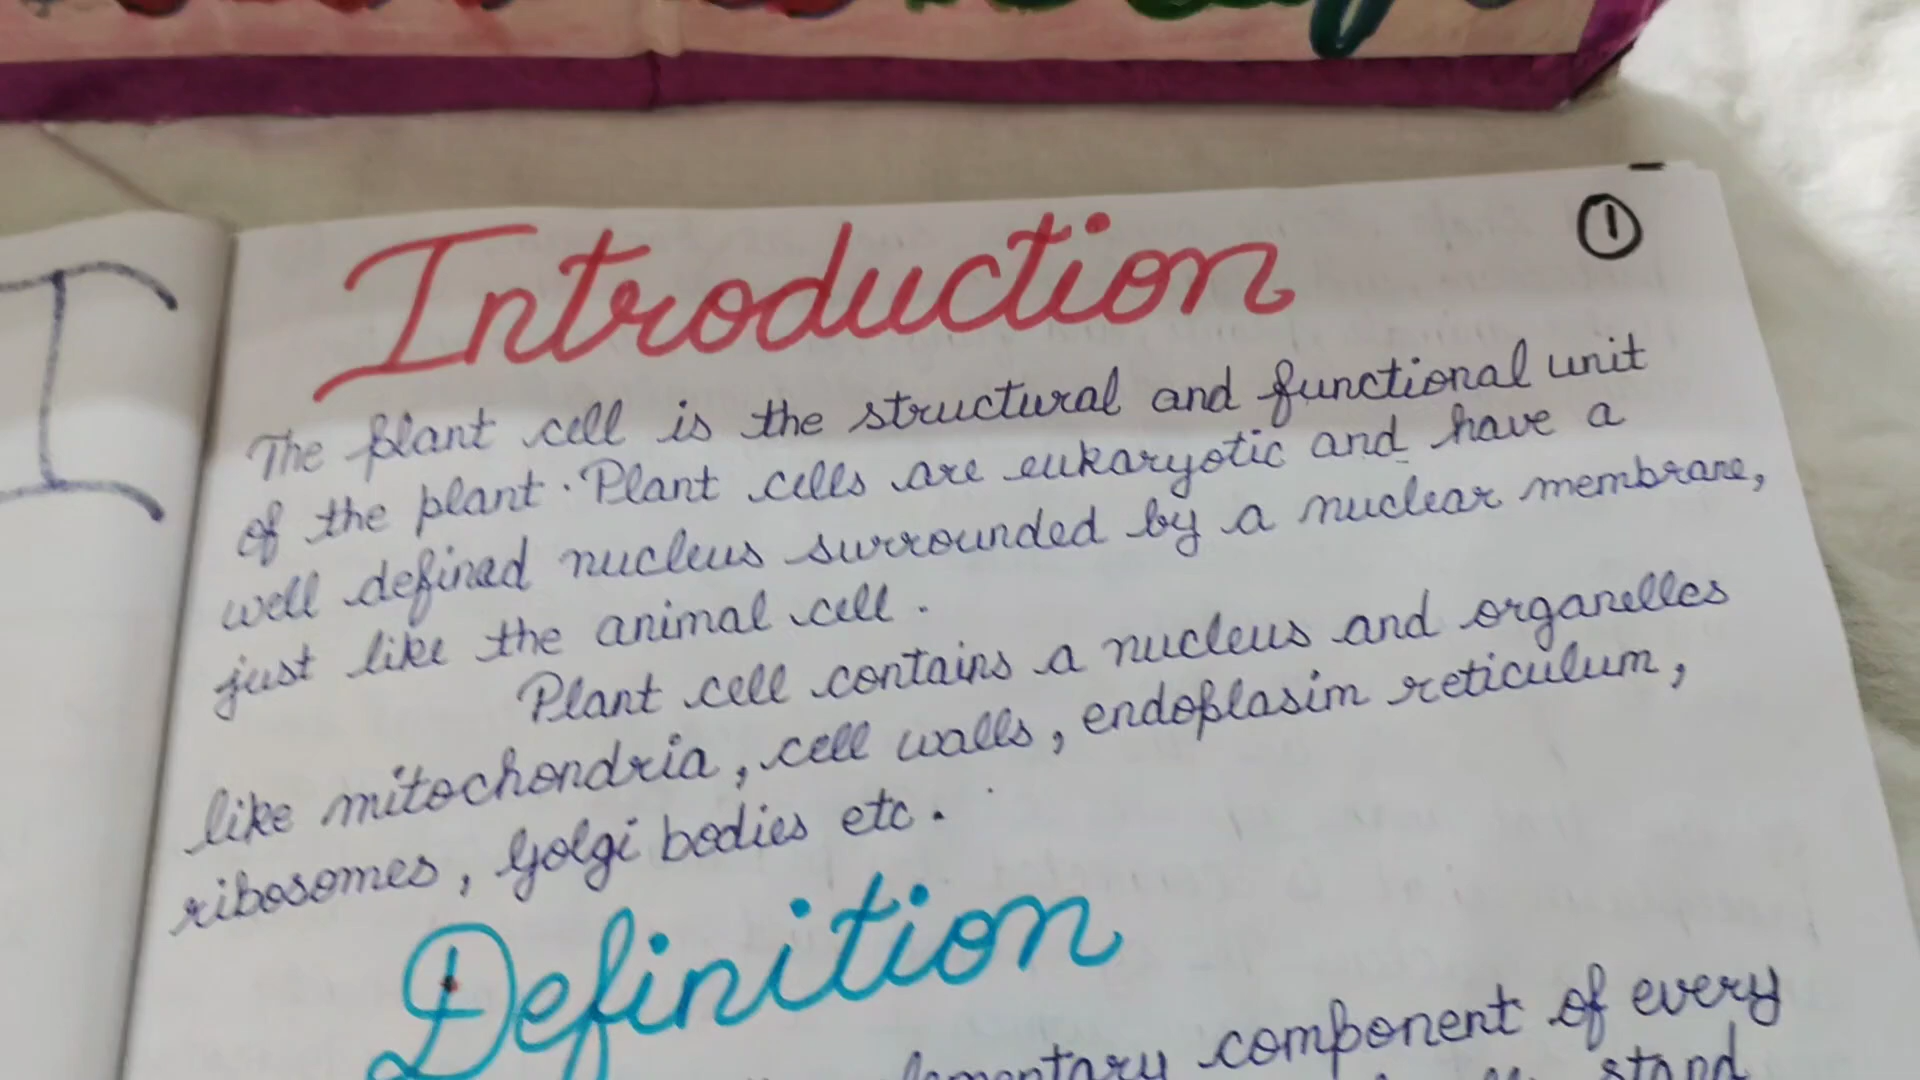 ①
Introduction
The plant cell is the structural and functional unit
of the plant. Plant cells are eukaryotic and have a
well defined nucleus surrounded by a nuclear membrane,
just like the animal cell.
Plant cell contains a nucleus and organelles
like mitochondria, cell walls, endoplasim reticulum,
ribosomes, Golgi bodies etc.
Definition
component of every
stand